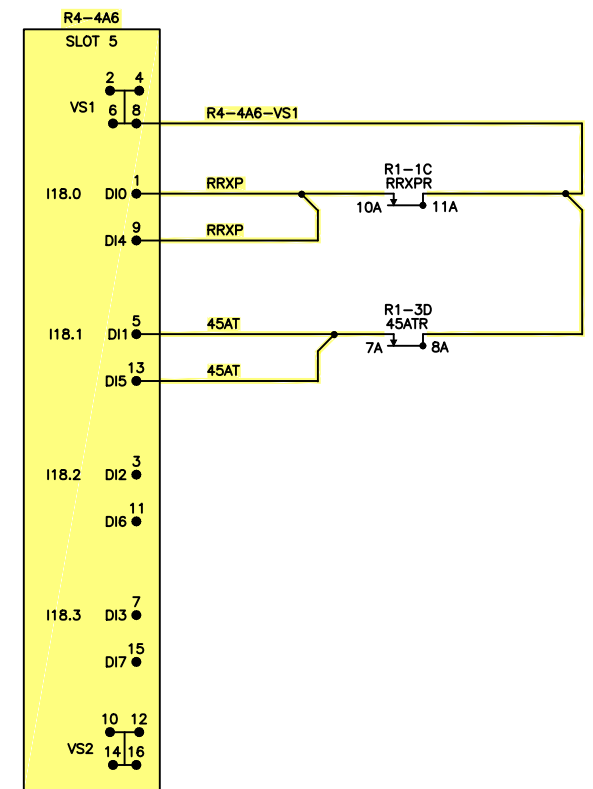 R4-4A6
SLOT 5
2 4
VS1
6 8
R4-4A6-VS1
R1-1C
RRXPR
1
RRXP
I18.0 DI0
10A 11A
9
RRXP
DI4
R1-3D
45ATR
5
45AT
I18.1 DI1
7A 8A
13
45AT
DI5
3
I18.2 DI2
11
DI6
7
I18.3 DI3
15
DI7
10 12
VS2
14 16